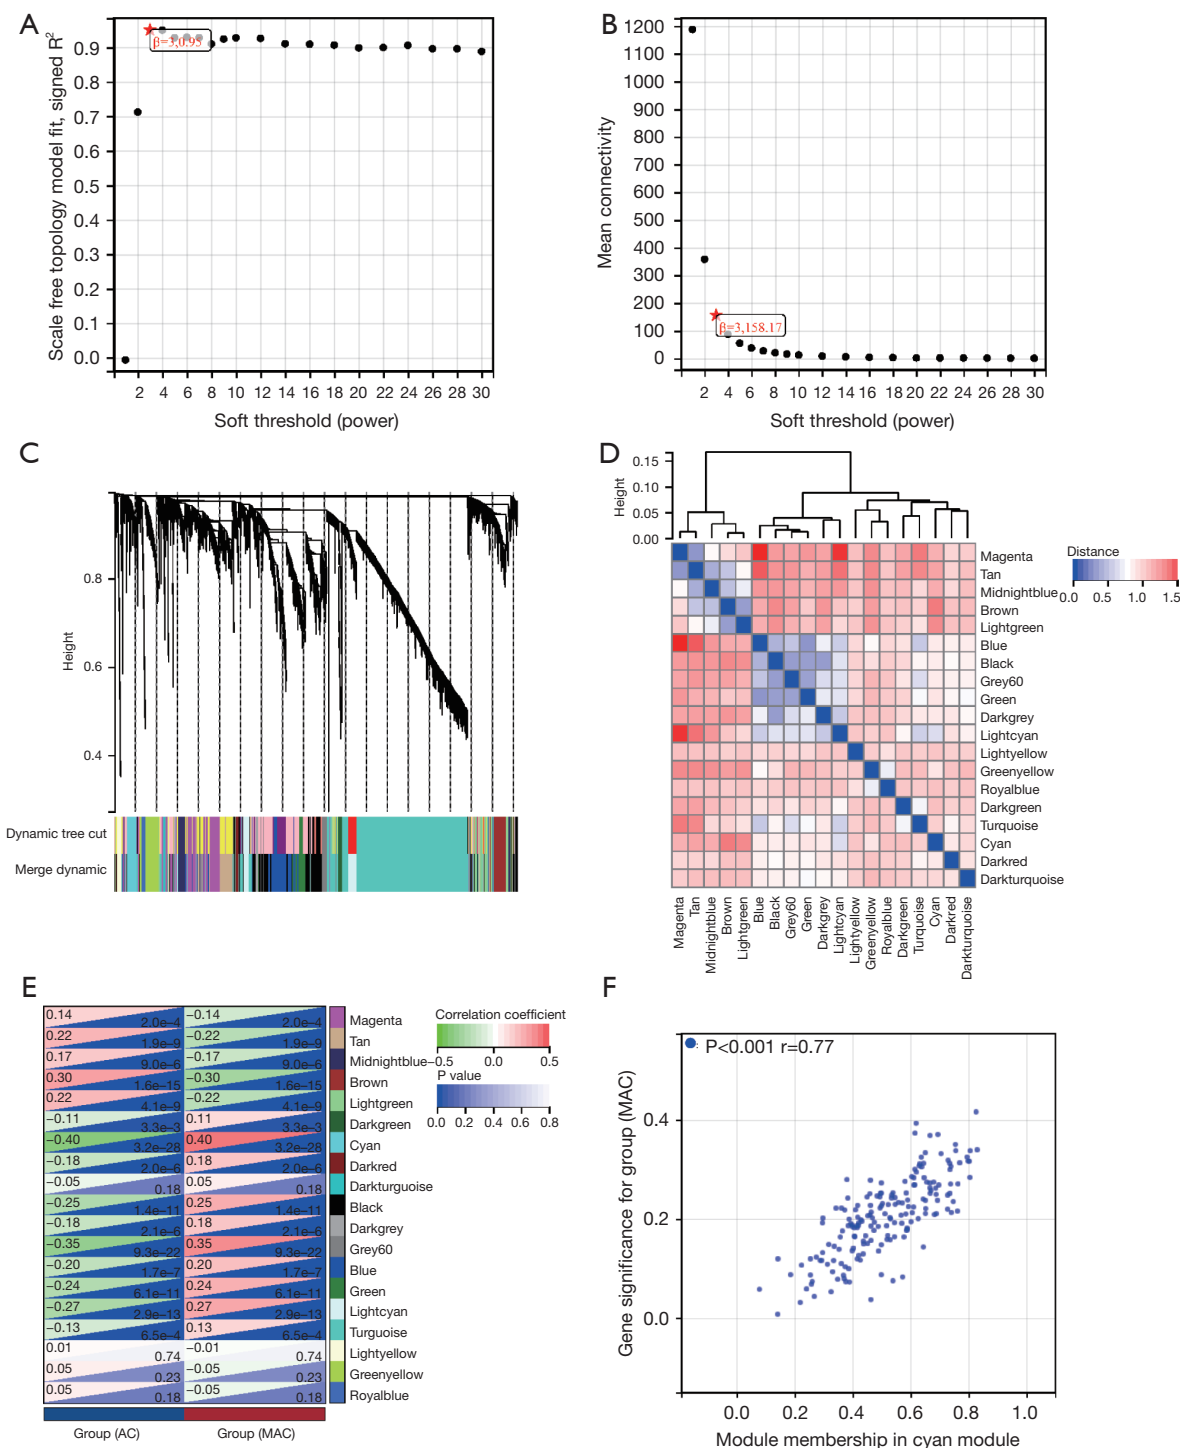 A
Scale free topology model fit, signed R2
0.9
0.8
0.7
0.6
0.5
0.4
0.3
0.2
0.1
0.0
β=3,0.95
2 4 6 8 10 12 14 16 18 20 22 24 26 28 30
Soft threshold (power)
B
Mean connectivity
1200
1100
1000
900
800
700
600
500
400
300
200
100
0
β=3,158.17
2 4 6 8 10 12 14 16 18 20 22 24 26 28 30
Soft threshold (power)
C
Height
0.8
0.6
0.4
Dynamic tree cut
Merge dynamic
D
Height
0.15
0.10
0.05
0.00
Magenta
Tan
Midnightblue
Brown
Lightgreen
Blue
Black
Grey60
Green
Darkgrey
Lightcyan
Lightyellow
Greenyellow
Royalblue
Darkgreen
Turquoise
Cyan
Darkred
Darkturquoise
Distance
0.0 0.5 1.0 1.5
Magenta
Tan
Midnightblue
Brown
Lightgreen
Blue
Black
Grey60
Green
Darkgrey
Lightcyan
Lightyellow
Greenyellow
Royalblue
Darkgreen
Turquoise
Cyan
Darkred
Darkturquoise
E
0.14 2.0e−4 −0.14 2.0e−4 Magenta
0.22 1.9e−9 −0.22 1.9e−9 Tan
0.17 9.0e−6 −0.17 9.0e−6 Midnightblue
0.30 1.6e−15 −0.30 1.6e−15 Brown
0.22 4.1e−9 −0.22 4.1e−9 Lightgreen
−0.11 3.3e−3 0.11 3.3e−3 Darkgreen
−0.40 3.2e−28 0.40 3.2e−28 Cyan
−0.18 2.0e−6 0.18 2.0e−6 Darkred
−0.05 0.18 0.05 0.18 Darkturguoise
−0.25 1.4e−11 0.25 1.4e−11 Black
−0.18 2.1e−6 0.18 2.1e−6 Darkgrey
−0.35 9.3e−22 0.35 9.3e−22 Grey60
−0.20 1.7e−7 0.20 1.7e−7 Blue
−0.24 6.1e−11 0.24 6.1e−11 Green
−0.27 2.9e−13 0.27 2.9e−13 Lightcyan
−0.13 6.5e−4 0.13 6.5e−4 Turguoise
0.01 0.74 −0.01 0.74 Lightyellow
0.05 0.23 −0.05 0.23 Greenyellow
0.05 0.18 −0.05 0.18 Royalblue
Group (AC) Group (MAC)
Correlation coefficient
−0.5 0.0 0.5
P value
0.0 0.2 0.4 0.6 0.8
F
P<0.001 r=0.77
Gene significance for group (MAC)
0.4
0.2
0.0
0.0 0.2 0.4 0.6 0.8 1.0
Module membership in cyan module